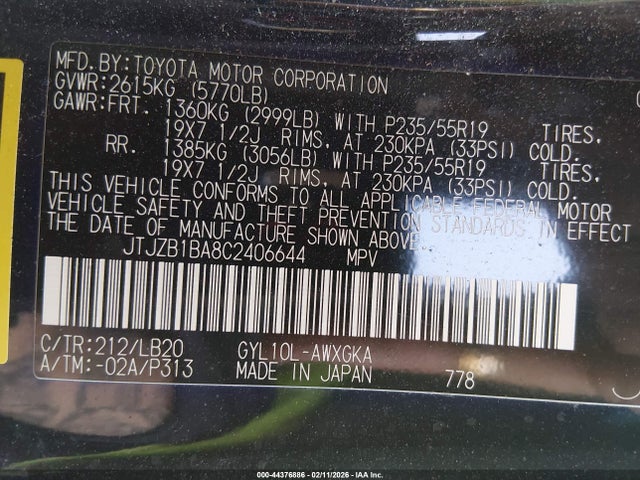 MFD.BY:TOYOTA MOTOR CORPORATION
GVWR:2615KG (5770LB)
GAWR:FRT. 1360KG (2999LB) WITH P235/55R19 TIRES,
19X7 1/2J RIMS, AT 230KPA (33PSI) COLD.
RR. 1385KG (3056LB) WITH P235/55R19 TIRES,
19X7 1/2J RIMS, AT 230KPA (33PSI) COLD.
THIS VEHICLE CONFORMS TO ALL APPLICABLE FEDERAL MOTOR
VEHICLE SAFETY AND THEFT PREVENTION STANDARDS IN EFFECT
THE DATE OF MANUFACTURE SHOWN ABOVE.
JTJZB1BA8C2406644 MPV
C/TR:212/LB20 GYL10L-AWXGKA
A/TM:-02A/P313 MADE IN JAPAN 778
000-44376886 - 02/11/2026 - IAA Inc.